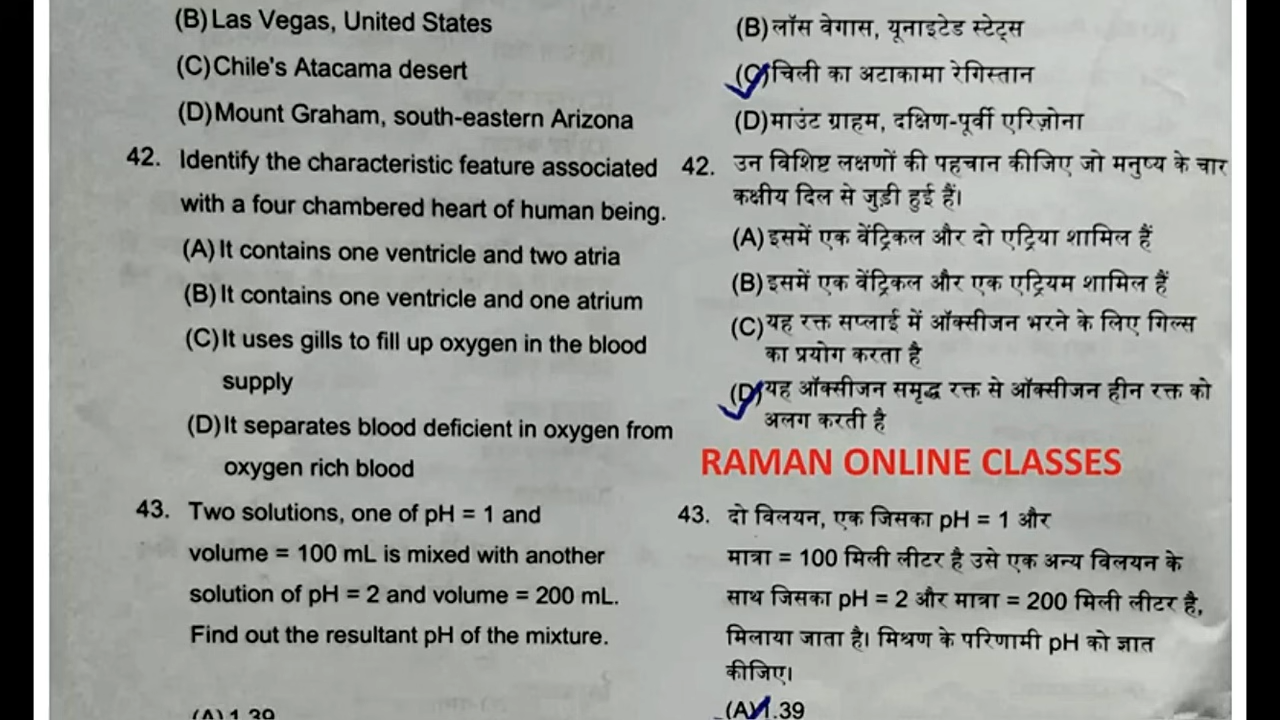 (B) Las Vegas, United States
(C) Chile's Atacama desert
(D) Mount Graham, south-eastern Arizona
42. Identify the characteristic feature associated
with a four chambered heart of human being.
(A) It contains one ventricle and two atria
(B) It contains one ventricle and one atrium
(C) It uses gills to fill up oxygen in the blood
supply
(D) It separates blood deficient in oxygen from
oxygen rich blood
43. Two solutions, one of pH = 1 and
volume = 100 mL is mixed with another
solution of pH = 2 and volume = 200 mL.
Find out the resultant pH of the mixture.
(A) 1.39
(B) लॉस वेगास, यूनाइटेड स्टेट्स
(C) चिली का अटाकामा रेगिस्तान
(D) माउंट ग्राहम, दक्षिण-पूर्वी एरिज़ोना
42. उन विशिष्ट लक्षणों की पहचान कीजिए जो मनुष्य के चार
कक्षीय दिल से जुड़ी हुई हैं।
(A) इसमें एक वेंट्रिकल और दो एट्रिया शामिल हैं
(B) इसमें एक वेंट्रिकल और एक एट्रियम शामिल हैं
(C) यह रक्त सप्लाई में ऑक्सीजन भरने के लिए गिल्स
का प्रयोग करता है
(D) यह ऑक्सीजन समृद्ध रक्त से ऑक्सीजन हीन रक्त को
अलग करती है
RAMAN ONLINE CLASSES
43. दो विलयन, एक जिसका pH = 1 और
मात्रा = 100 मिली लीटर है उसे एक अन्य विलयन के
साथ जिसका pH = 2 और मात्रा = 200 मिली लीटर है,
मिलाया जाता है। मिश्रण के परिणामी pH को ज्ञात
कीजिए।
(A) 1.39